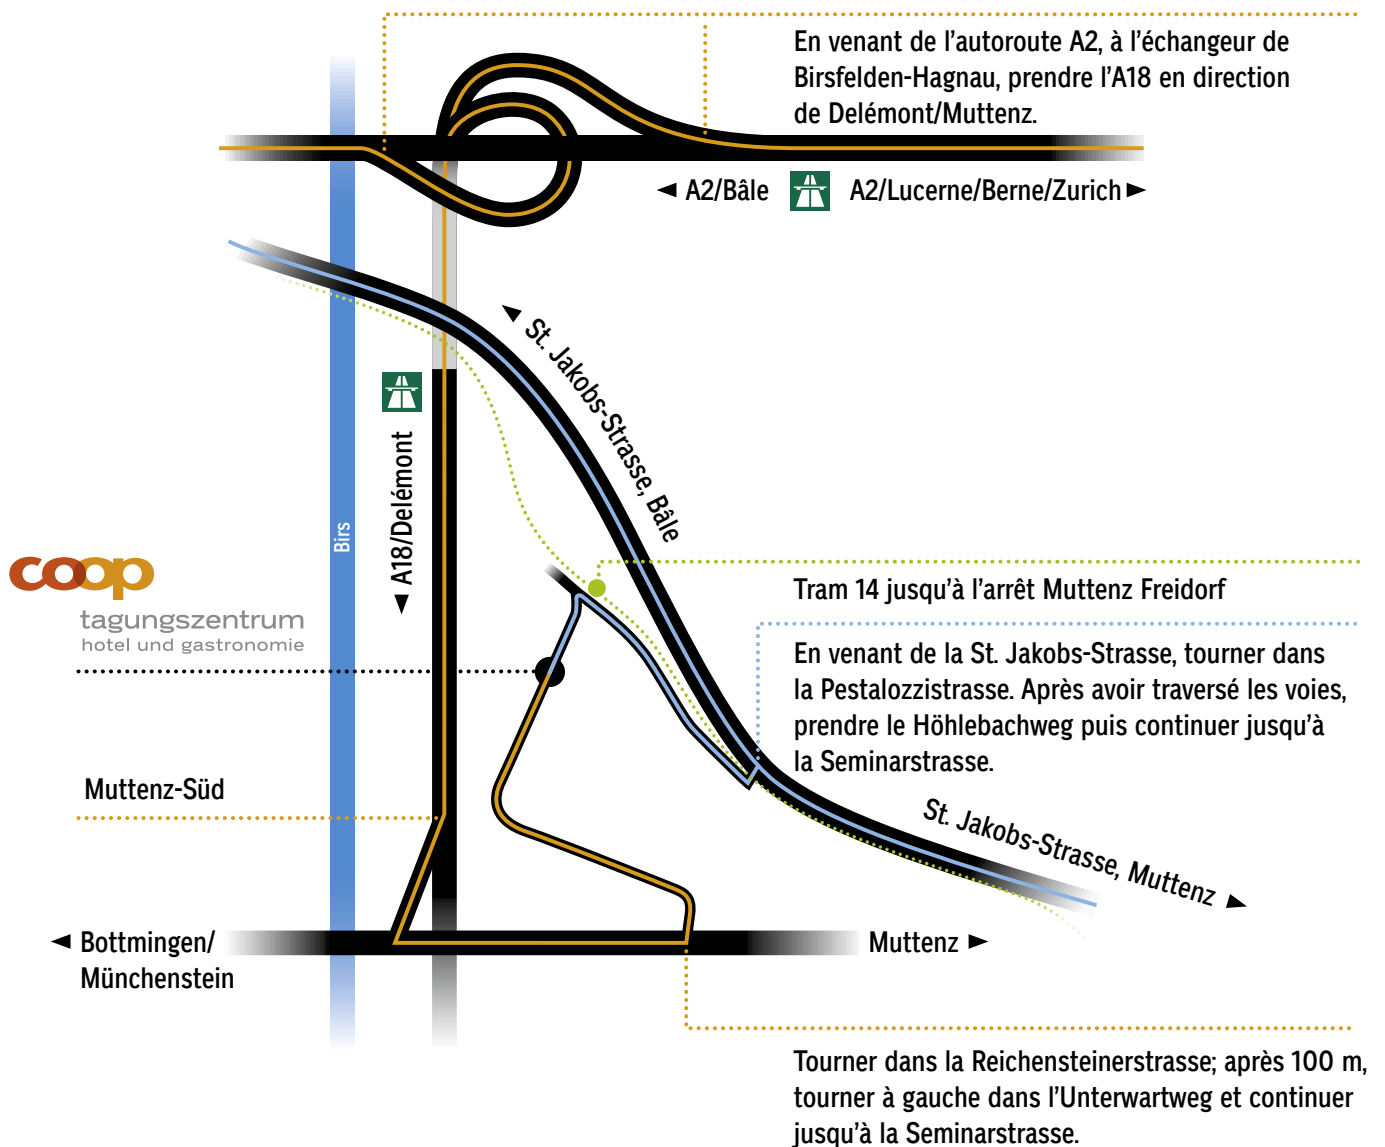 En venant de l'autoroute A2, à l'échangeur de
Birsfelden-Hagnau, prendre l'A18 en direction
de Delémont/Muttenz.
A2/Bâle
A2/Lucerne/Berne/Zurich
St. Jakobs-Strasse, Bâle
A18/Delémont
Birs
coop
tagungszentrum
hotel und gastronomie
Tram 14 jusqu'à l'arrêt Muttenz Freidorf
En venant de la St. Jakobs-Strasse, tourner dans
la Pestalozzistrasse. Après avoir traversé les voies,
prendre le Höhlebachweg puis continuer jusqu'à
la Seminarstrasse.
Muttenz-Süd
St. Jakobs-Strasse, Muttenz
Bottmingen/
Münchenstein
Muttenz
Tourner dans la Reichensteinerstrasse; après 100 m,
tourner à gauche dans l'Unterwartweg et continuer
jusqu'à la Seminarstrasse.